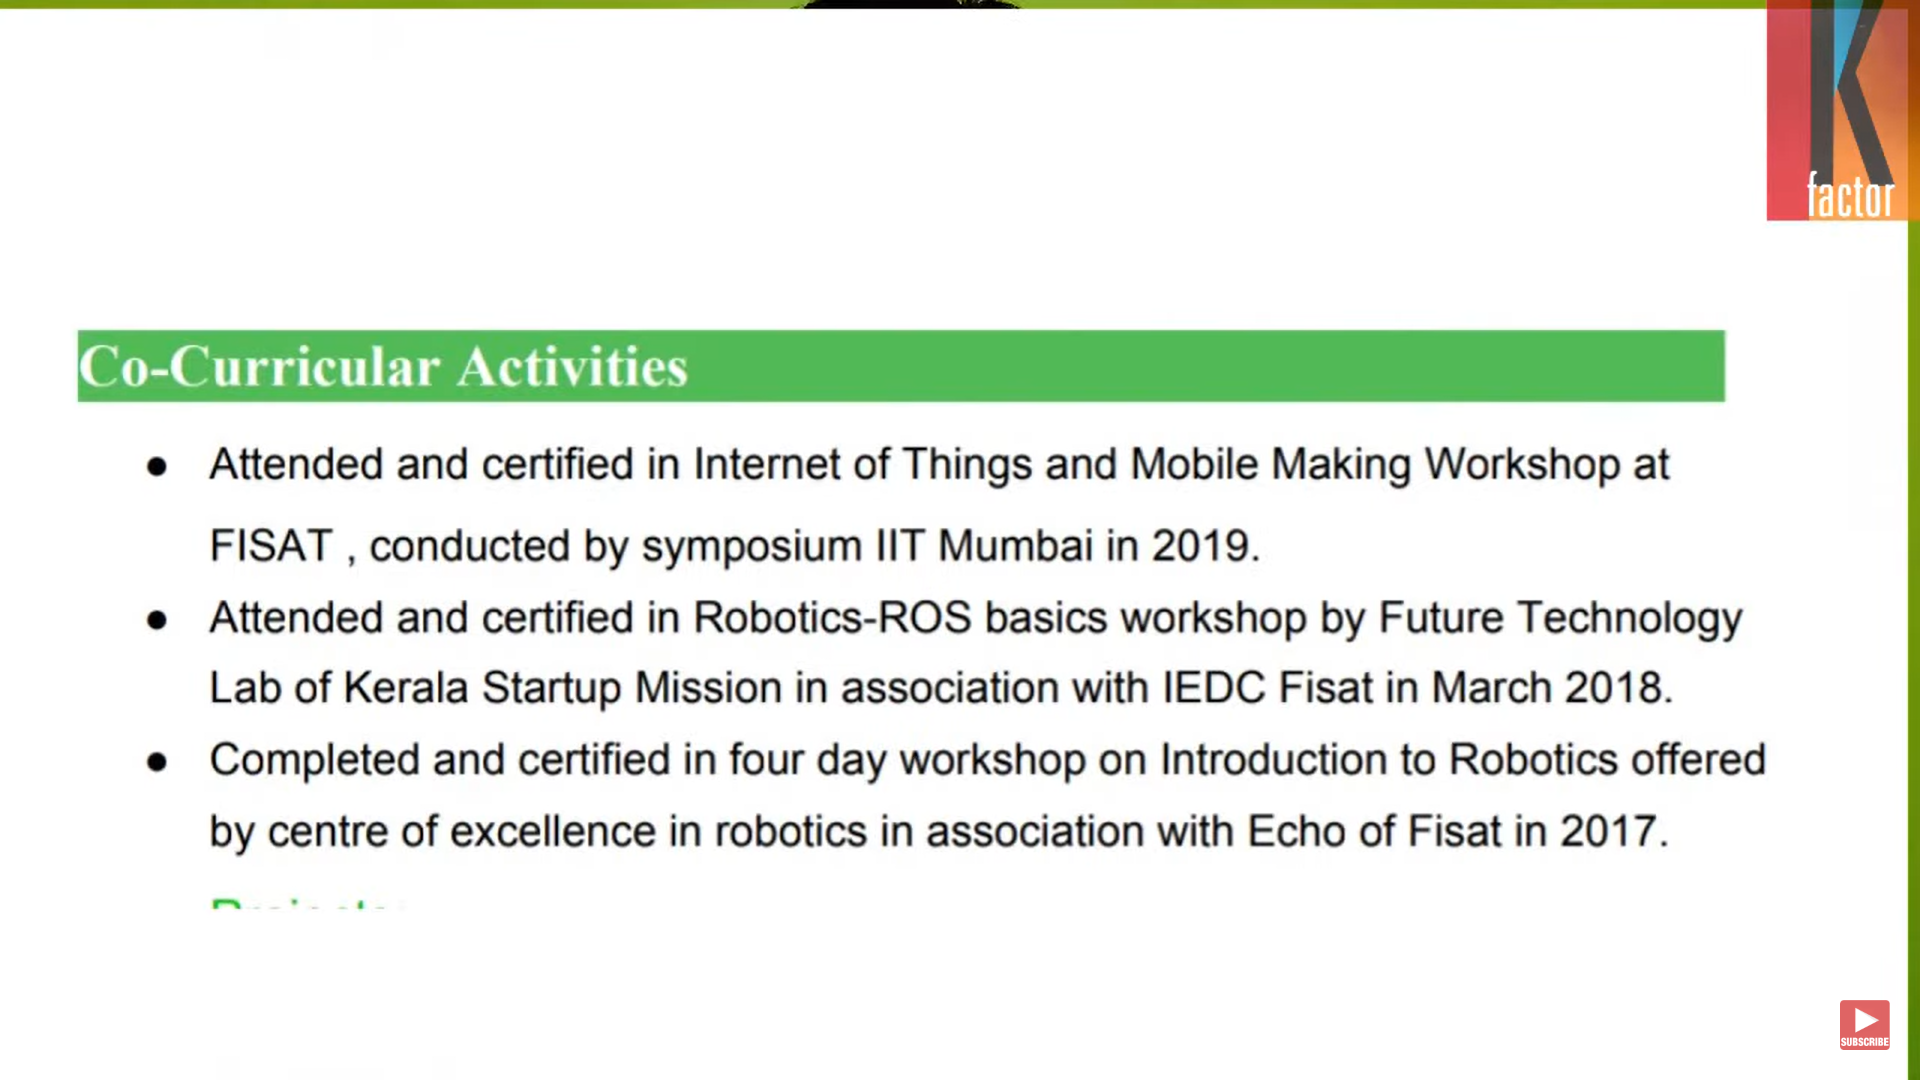 K
factor
Co-Curricular Activities
● Attended and certified in Internet of Things and Mobile Making Workshop at
FISAT , conducted by symposium IIT Mumbai in 2019.
● Attended and certified in Robotics-ROS basics workshop by Future Technology
Lab of Kerala Startup Mission in association with IEDC Fisat in March 2018.
● Completed and certified in four day workshop on Introduction to Robotics offered
by centre of excellence in robotics in association with Echo of Fisat in 2017.
SUBSCRIBE